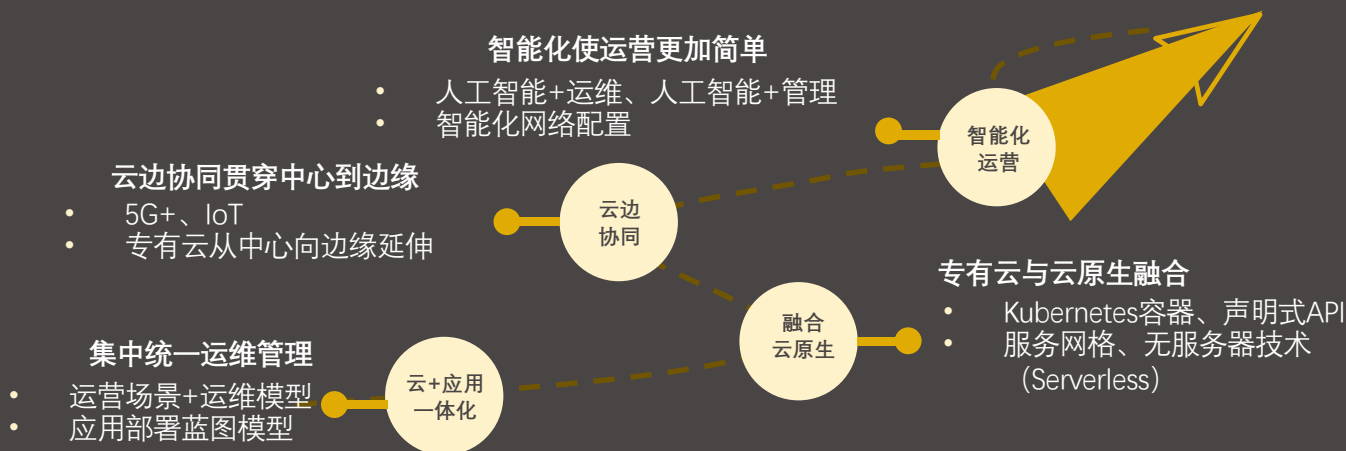 智能化使运营更加简单
• 人工智能+运维、人工智能+管理
• 智能化网络配置
智能化
运营
云边协同贯穿中心到边缘
• 5G+、IoT
• 专有云从中心向边缘延伸
云边
协同
专有云与云原生融合
• Kubernetes容器、声明式API
• 服务网格、无服务器技术
（Serverless）
融合
云原生
集中统一运维管理
• 运营场景+运维模型
• 应用部署蓝图模型
云+应用
一体化